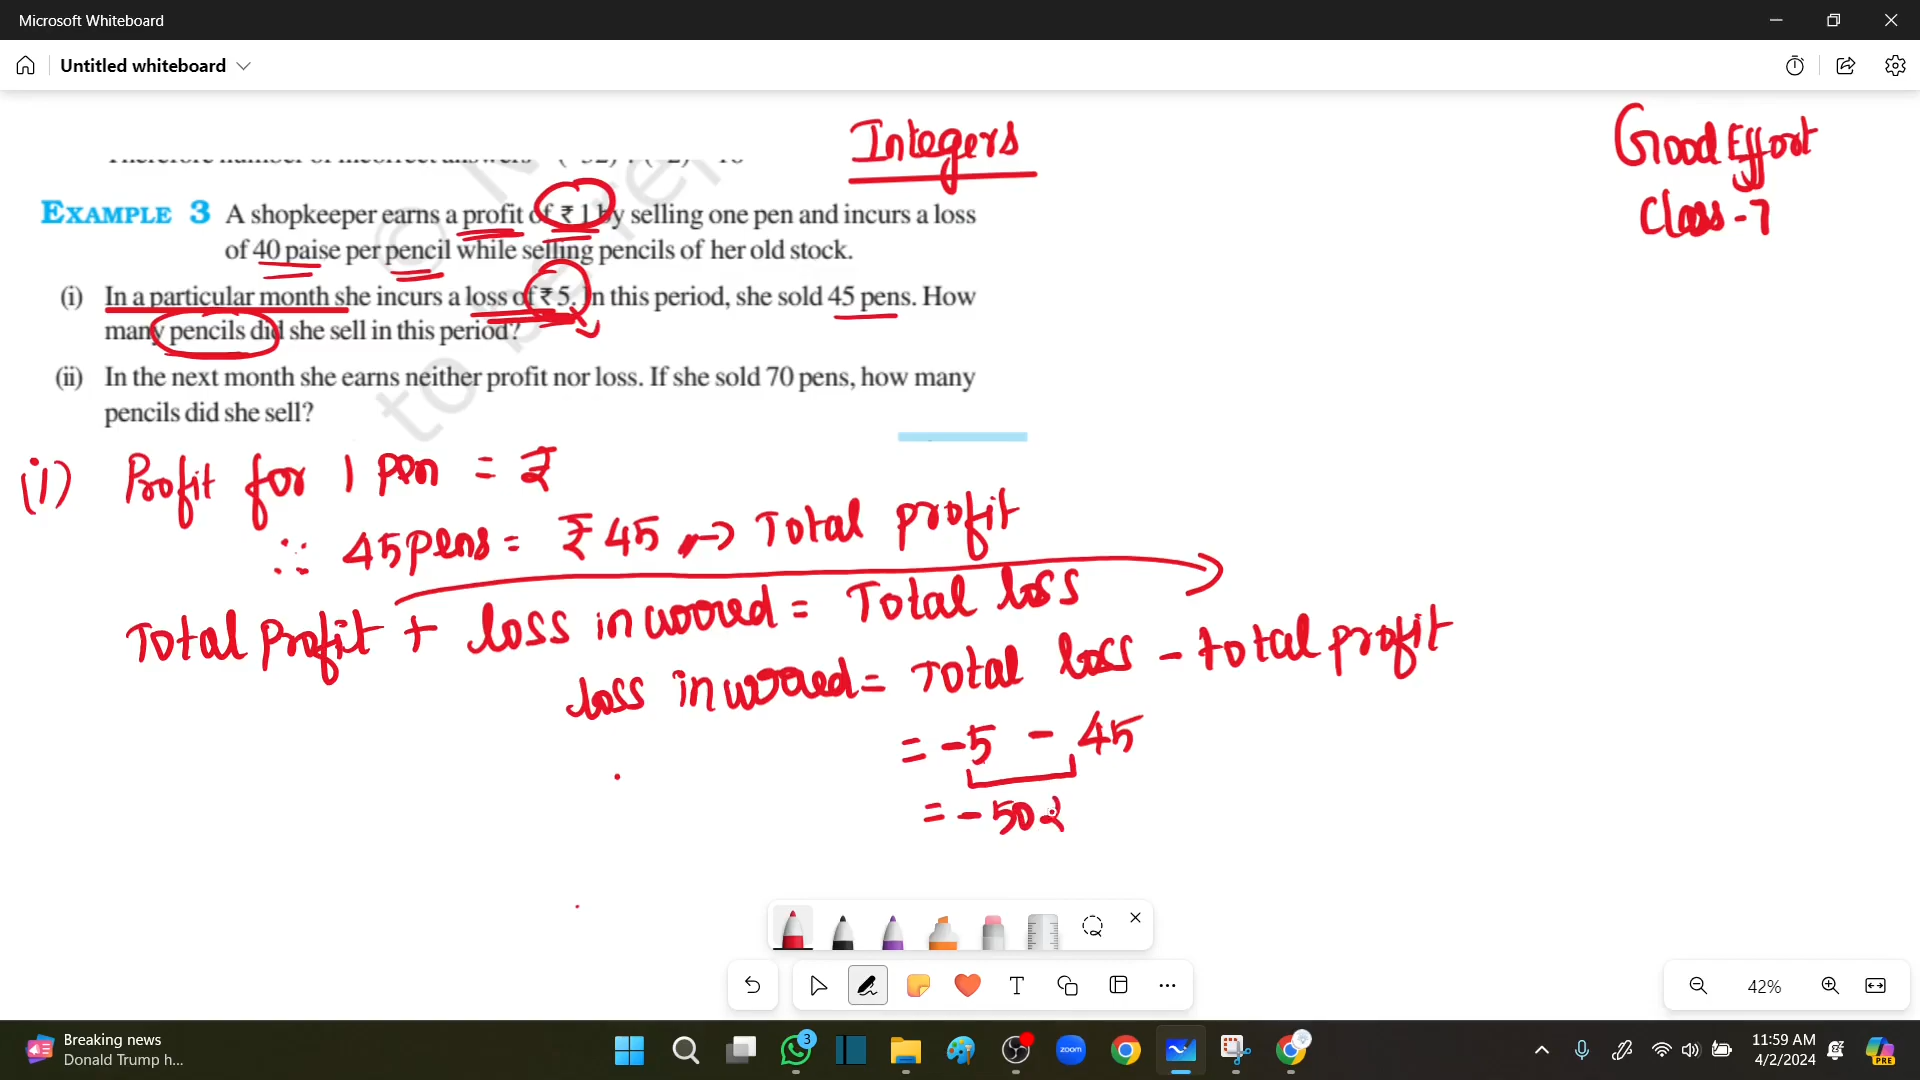 Microsoft Whiteboard
Untitled whiteboard
Integers
Good Effort
Class-7
EXAMPLE 3 A shopkeeper earns a profit of ₹ 1 by selling one pen and incurs a loss
of 40 paise per pencil while selling pencils of her old stock.
(i) In a particular month she incurs a loss of ₹ 5. In this period, she sold 45 pens. How
many pencils did she sell in this period?
(ii) In the next month she earns neither profit nor loss. If she sold 70 pens, how many
pencils did she sell?
to be re
(i) Profit for 1 pen = ₹
∴ 45 pens = ₹ 45 → Total profit
Total Profit + loss incurred = Total loss
loss incurred = Total loss - total profit
= -5 - 45
= -50
42%
Breaking news
Donald Trump h...
3
zoom
11:59 AM
4/2/2024
PRE